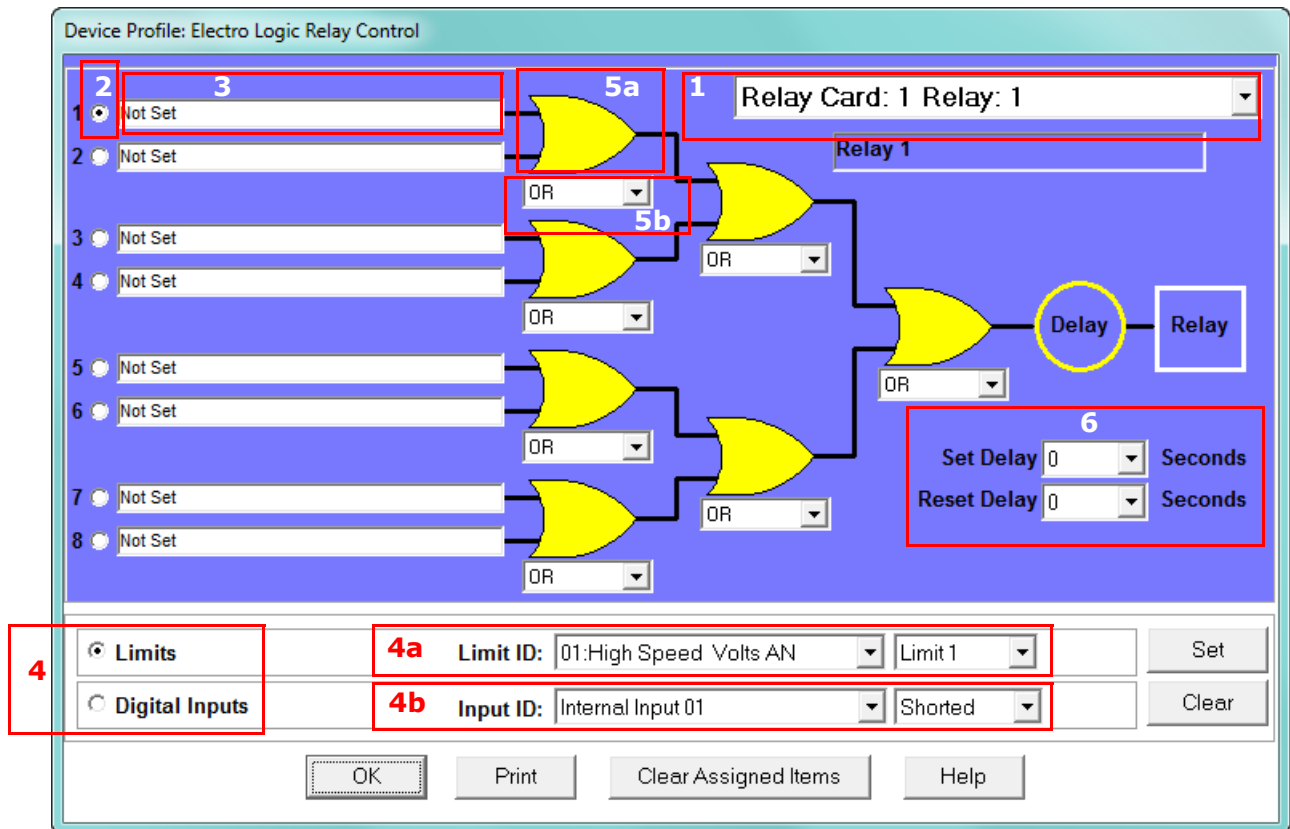 Device Profile: Electro Logic Relay Control
2 3 5a 1 Relay Card: 1 Relay: 1
1 Not Set
Relay 1
2 Not Set
OR
5b
3 Not Set
OR
4 Not Set
OR
Delay Relay
5 Not Set
OR
6 Not Set
6
OR
Set Delay 0 Seconds
7 Not Set
Reset Delay 0 Seconds
OR
8 Not Set
OR
4
Limits 4a Limit ID: 01:High Speed Volts AN Limit 1 Set
Digital Inputs 4b Input ID: Internal Input 01 Shorted Clear
OK Print Clear Assigned Items Help